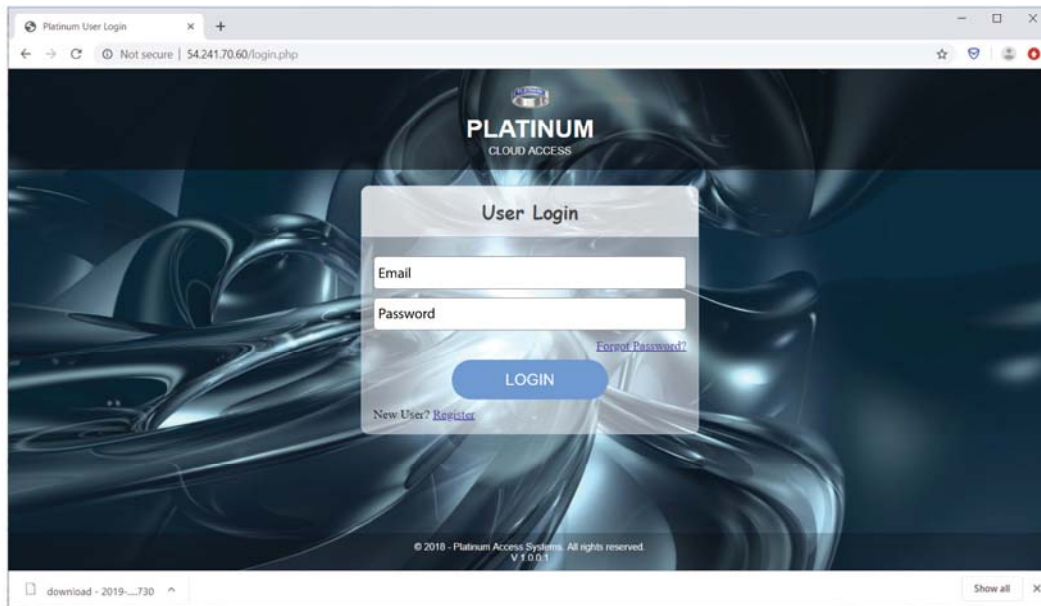 Platinum User Login
Not secure | 54.241.70.60/login.php
PLATINUM
CLOUD ACCESS
User Login
Email
Password
Forgot Password?
LOGIN
New User? Register
© 2018 - Platinum Access Systems. All rights reserved.
V 1.0.0.1
download - 2019-....730
Show all